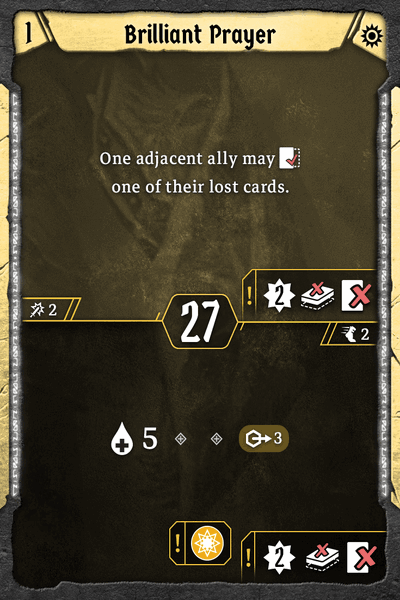 1 Brilliant Prayer
One adjacent ally may
one of their lost cards.
! 2
2
27
2
5 3
!
! 2